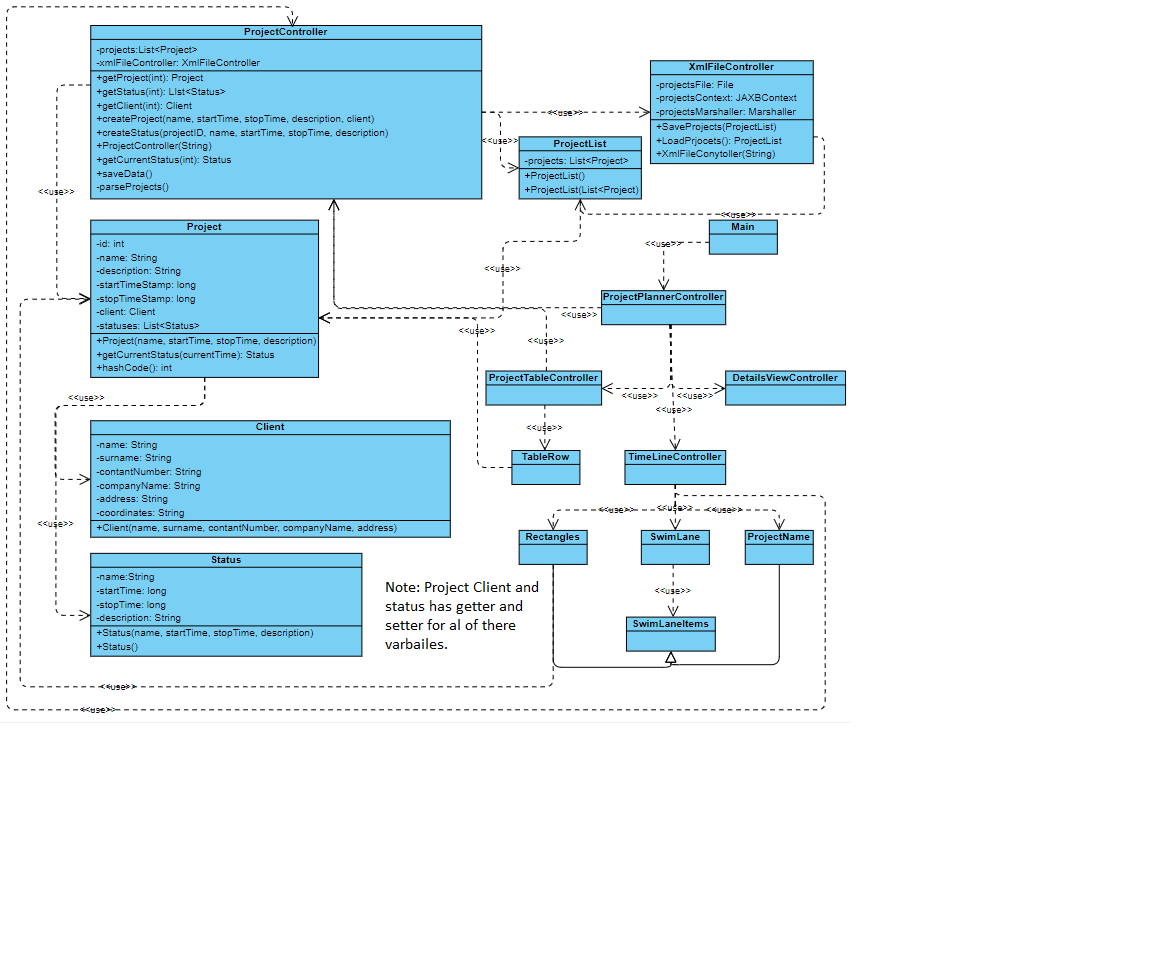 ProjectController
-projects:List<Project>
-xmlFileController: XmlFileController
+getProject(int): Project
+getStatus(int): LIst<Status>
+getClient(int): Client
+createProject(name, startTime, stopTime, description, client)
+createStatus(projectID, name, startTime, stopTime, description)
+ProjectController(String)
+getCurrentStatus(int): Status
+saveData()
-parseProjects()
XmlFileController
-projectsFile: File
-projectsContext: JAXBContext
-projectsMarshaller: Marshaller
+SaveProjects(ProjectList)
+LoadPrjocets(): ProjectList
+XmlFileConytoller(String)
<<use>>
<<use>>
ProjectList
-projects: List<Project>
+ProjectList()
+ProjectList(List<Project)
<<use>>
<<use>>
Main
<<use>>
Project
-id: int
-name: String
-description: String
-startTimeStamp: long
-stopTimeStamp: long
-client: Client
-statuses: List<Status>
+Project(name, startTime, stopTime, description)
+getCurrentStatus(currentTime): Status
+hashCode(): int
<<use>>
ProjectPlannerController
<<use>>
<<use>>
<<use>>
ProjectTableController
DetailsViewController
<<use>>
<<use>>
<<use>>
<<use>>
<<use>>
Client
-name: String
-surname: String
-contantNumber: String
-companyName: String
-address: String
-coordinates: String
+Client(name, surname, contantNumber, companyName, address)
TableRow
TimeLineController
<<use>>
<<use>>
<<use>>
<<use>>
Rectangles
SwimLane
ProjectName
Status
-name:String
-startTime: long
-stopTime: long
-description: String
+Status(name, startTime, stopTime, description)
+Status()
Note: Project Client and
status has getter and
setter for al of there
varbailes.
<<use>>
SwimLaneItems
<<use>>
<<use>>